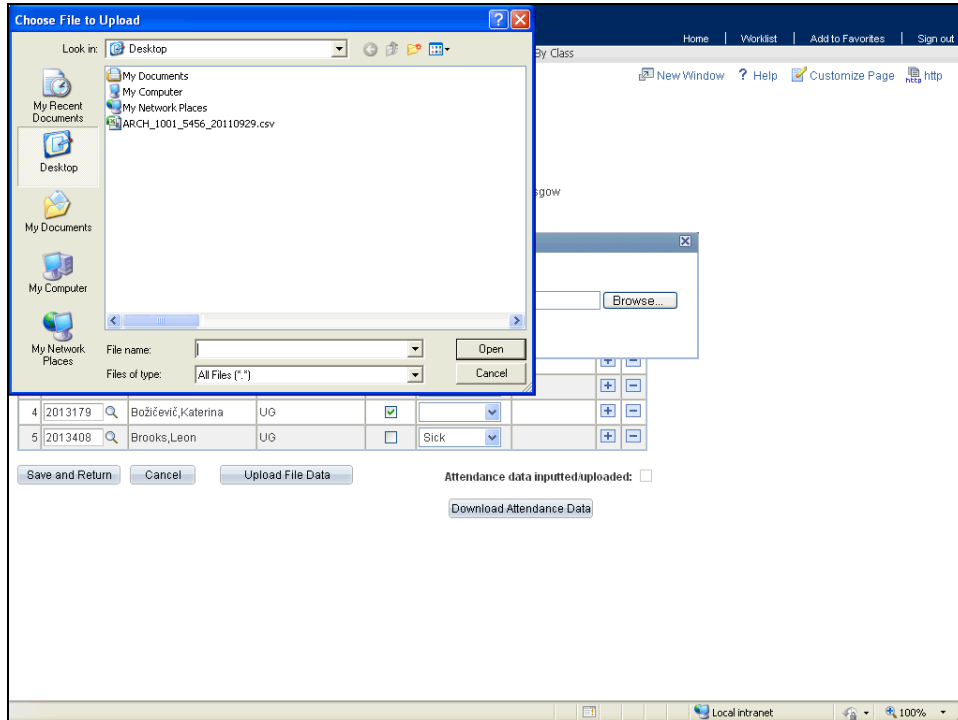 Choose File to Upload
Look in: Desktop
My Recent Documents
Desktop
My Documents
My Computer
My Network Places
My Documents
My Computer
My Network Places
ARCH_1001_5456_20110929.csv
File name:
Open
Files of type: All Files (*.*)
Cancel
Home | Worklist | Add to Favorites | Sign out
By Class
New Window ? Help Customize Page http
sgow
Browse...
4 2013179 Božičevič,Katerina UG
5 2013408 Brooks,Leon UG Sick
Save and Return Cancel Upload File Data Attendance data inputted/uploaded:
Download Attendance Data
Local intranet 100%